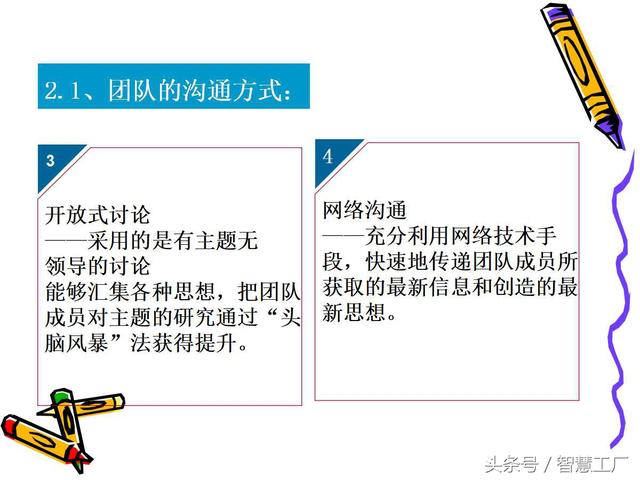 2.1、团队的沟通方式：
3
开放式讨论
——采用的是有主题无
领导的讨论
能够汇集各种思想，把团队
成员对主题的研究通过“头
脑风暴”法获得提升。
4
网络沟通
——充分利用网络技术手
段，快速地传递团队成员所
获取的最新信息和创造的最
新思想。
头条号／智慧工厂